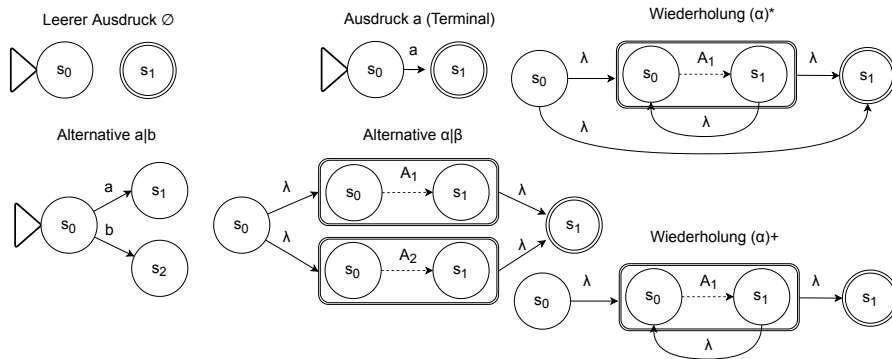 Leerer Ausdruck ∅
s0
s1
Ausdruck a (Terminal)
s0
a
s1
Wiederholung (α)*
s0
λ
s0
A1
s1
λ
s1
λ
λ
Alternative a|b
s0
a
s1
b
s2
Alternative α|β
s0
λ
s0
A1
s1
λ
λ
s0
A2
s1
λ
s1
Wiederholung (α)+
s0
λ
s0
A1
s1
λ
s1
λ